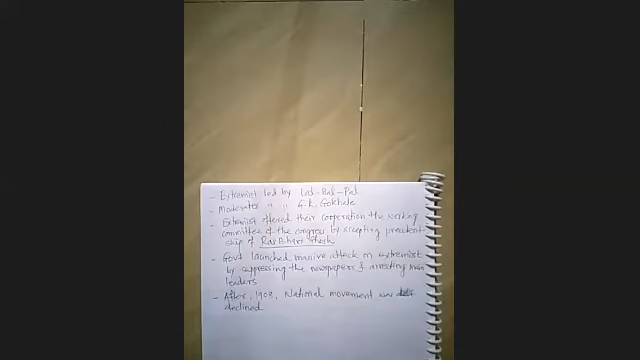 - Extremist led by Lal-Bal-Pal
- Moderates " " G.K. Gokhale
- Extremist offered their cooperation the working
committee of the congress by accepting president-
ship of Ras Bihari Ghosh
- Govt launched massive attack on extremist
by suppressing the newspapers & arresting main
leaders
- After, 1908, National movement was
declined